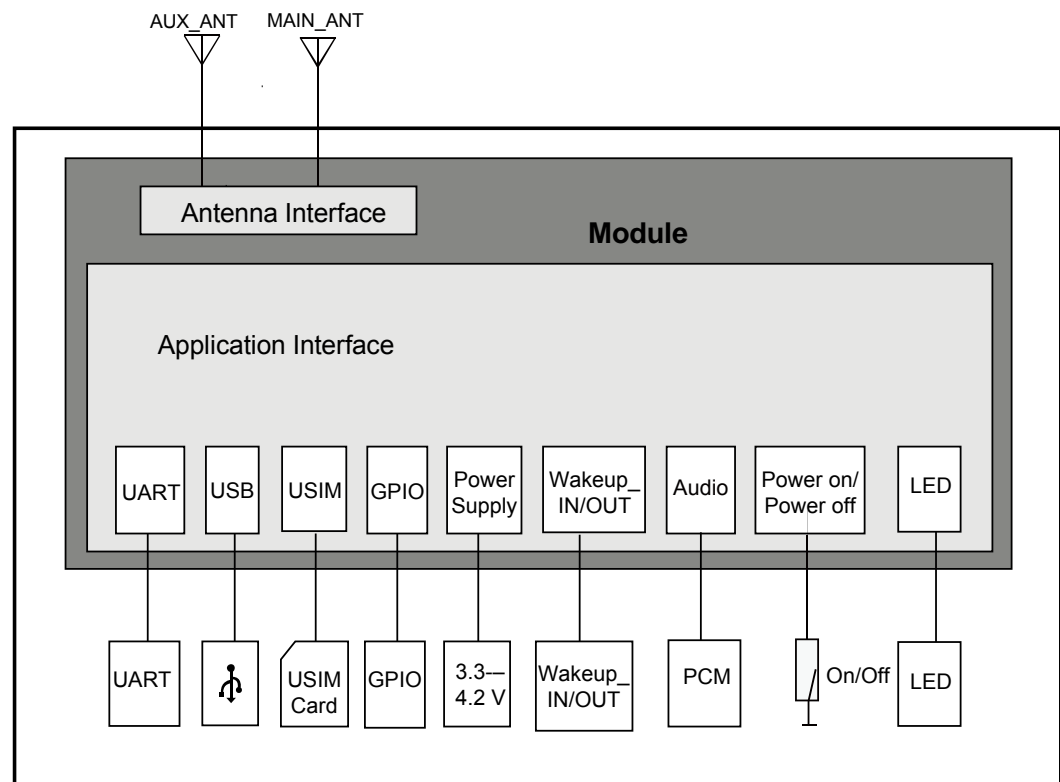 AUX_ANT MAIN_ANT
Antenna Interface
Module
Application Interface
UART USB USIM GPIO Power Supply Wakeup_ IN/OUT Audio Power on/ Power off LED
UART USIM Card GPIO 3.3-– 4.2 V Wakeup_ IN/OUT PCM On/Off LED